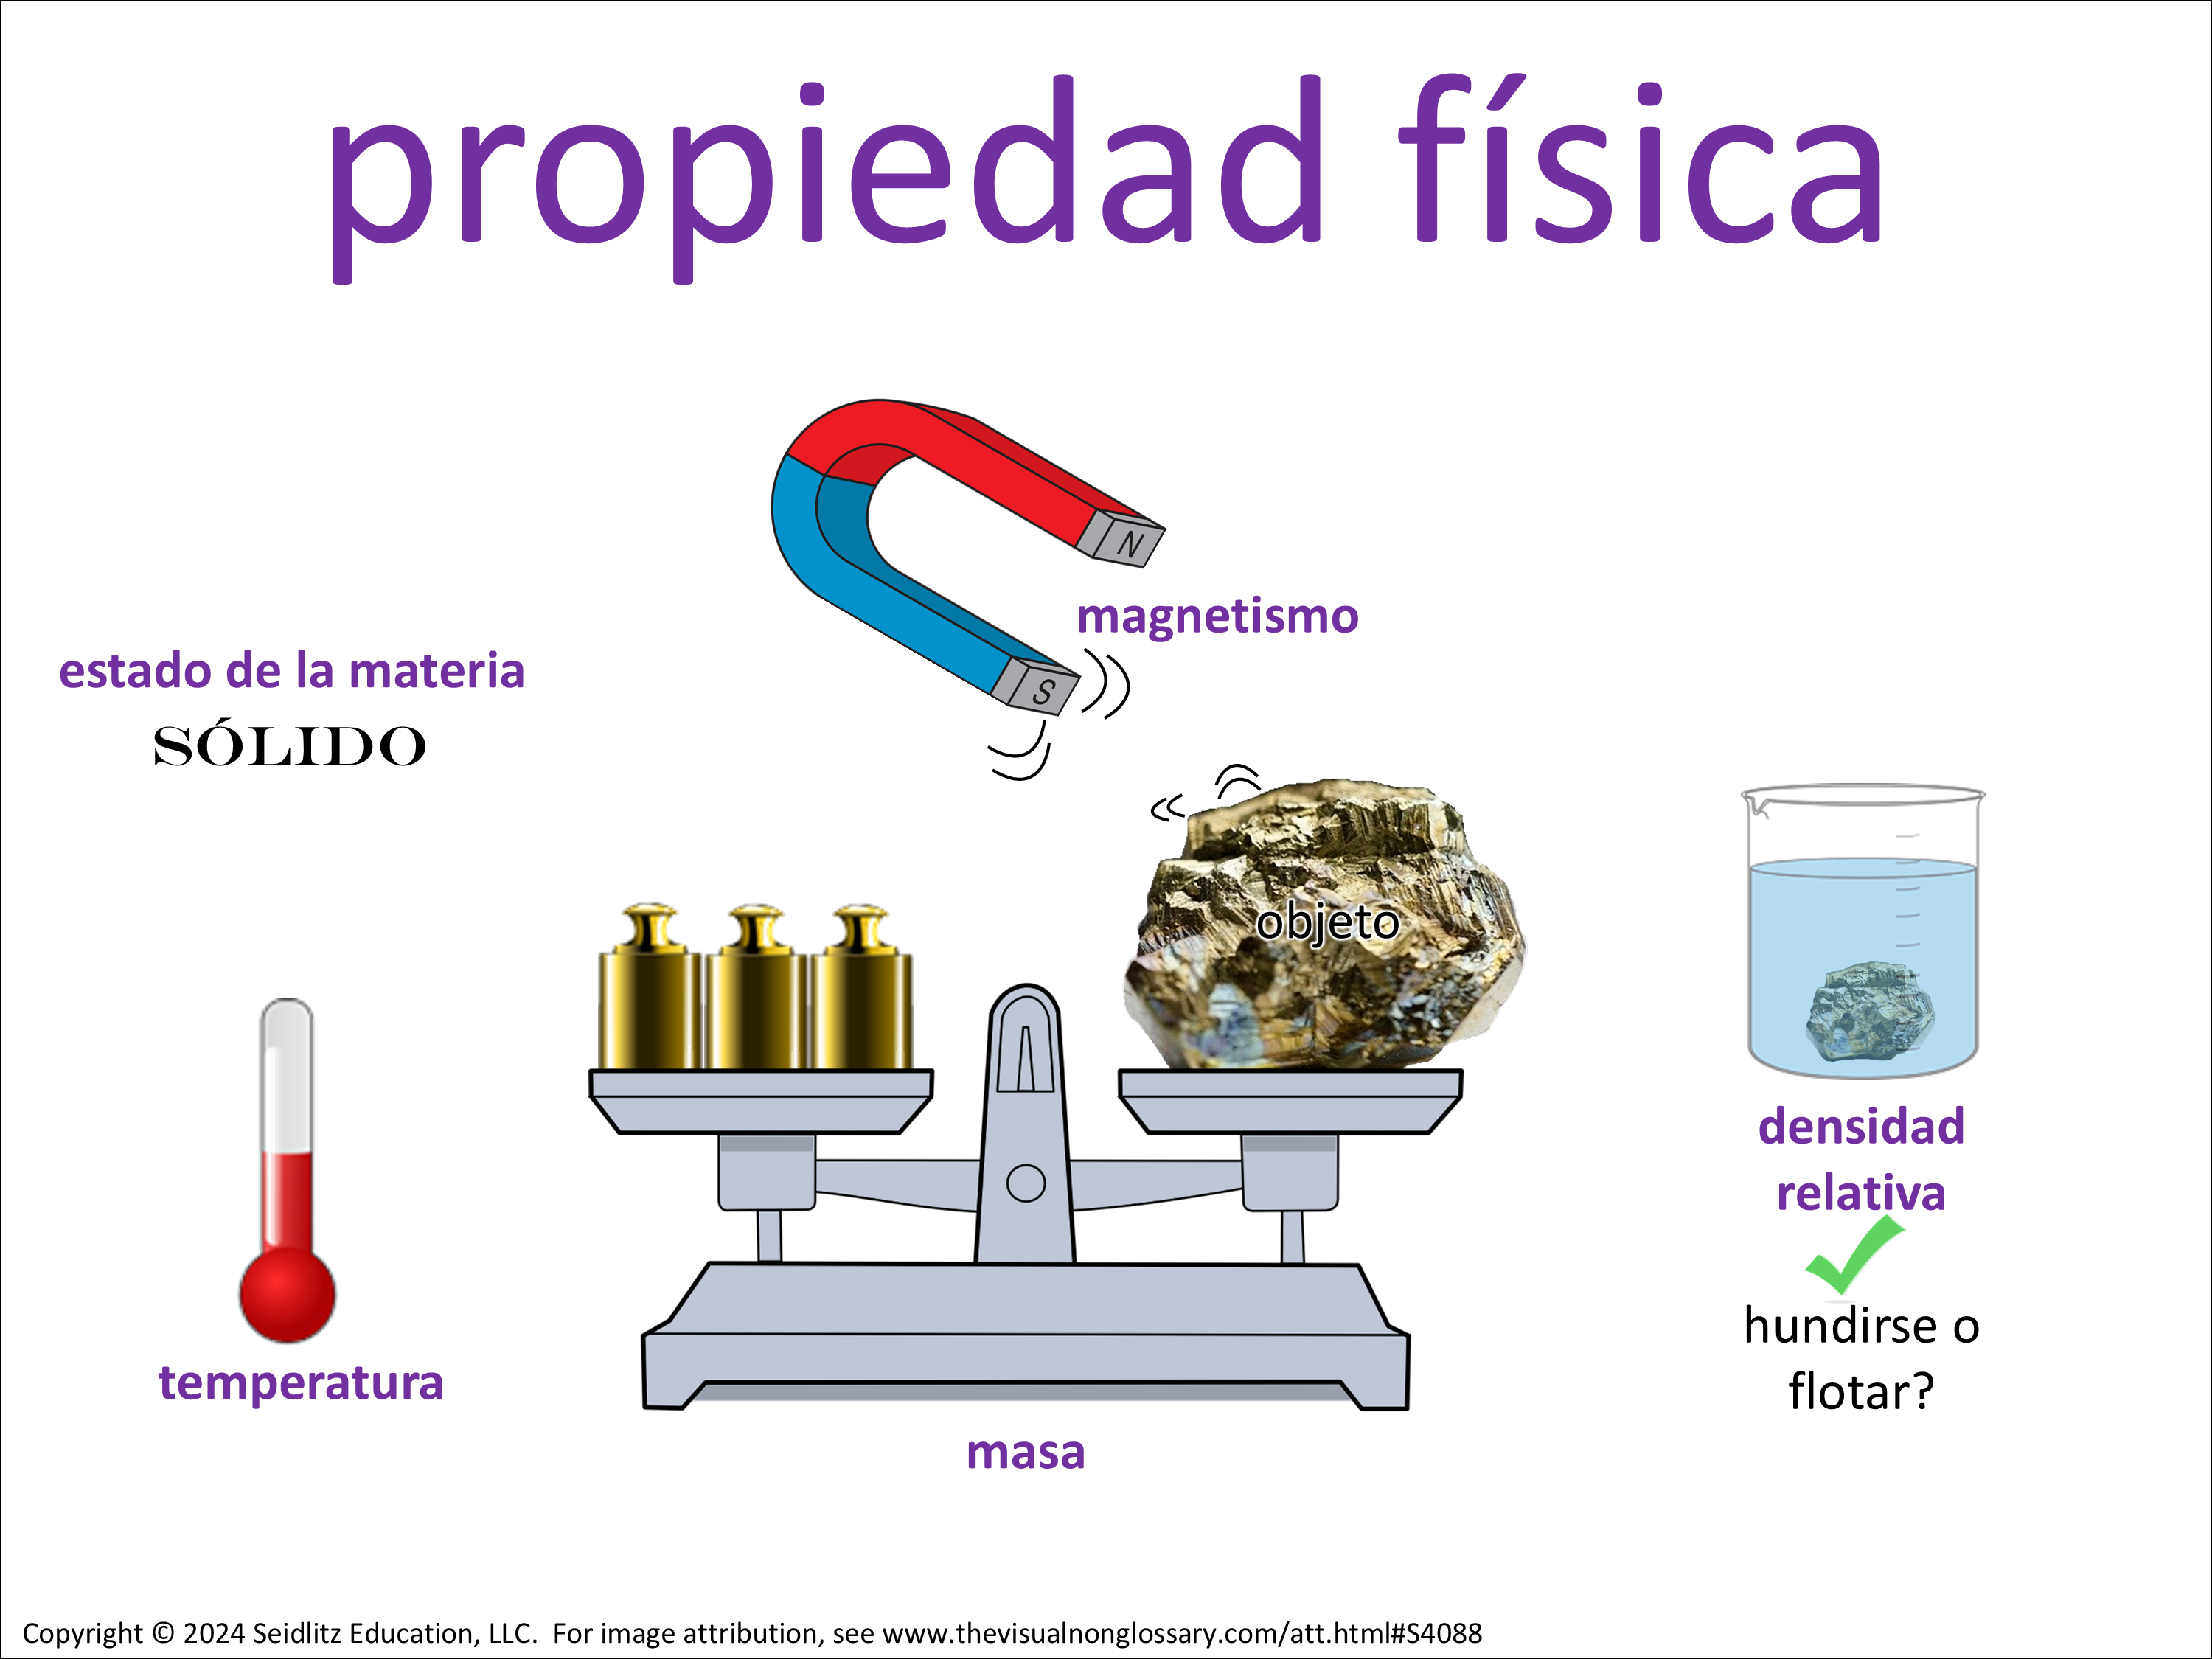 propiedad física
N
magnetismo
S
estado de la materia
SÓLIDO
objeto
densidad
relativa
hundirse o
flotar?
temperatura
masa
Copyright © 2024 Seidlitz Education, LLC.  For image attribution, see www.thevisualnonglossary.com/att.html#S4088